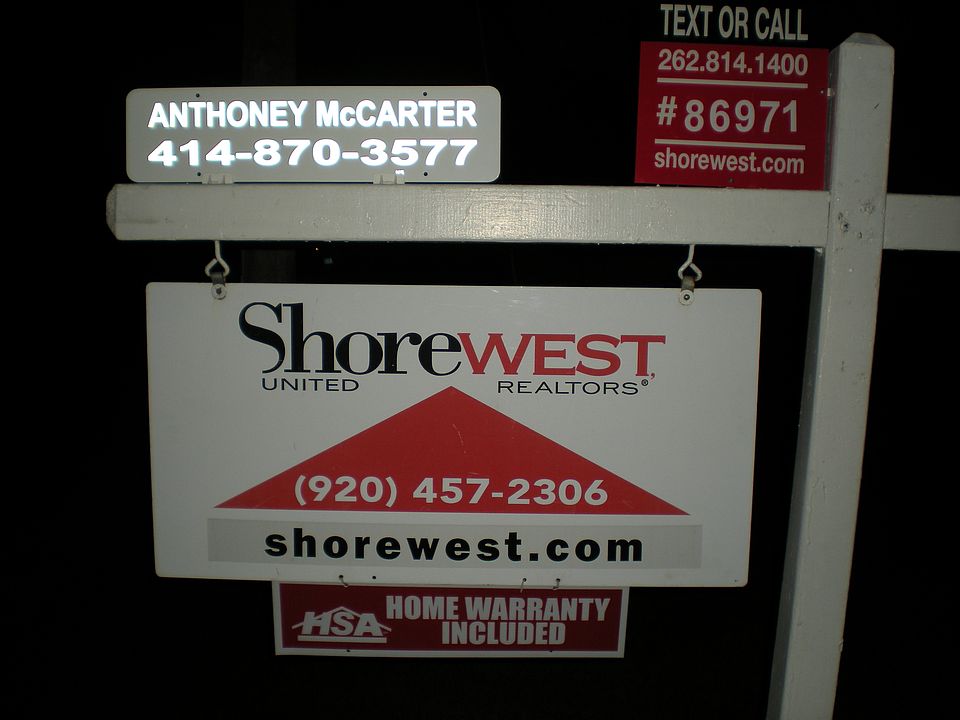 TEXT OR CALL
262.814.1400
#86971
shorewest.com
ANTHONEY McCARTER
414-870-3577
ShoreWEST,
UNITED REALTORS®
(920) 457-2306
shorewest.com
HSA HOME WARRANTY
INCLUDED